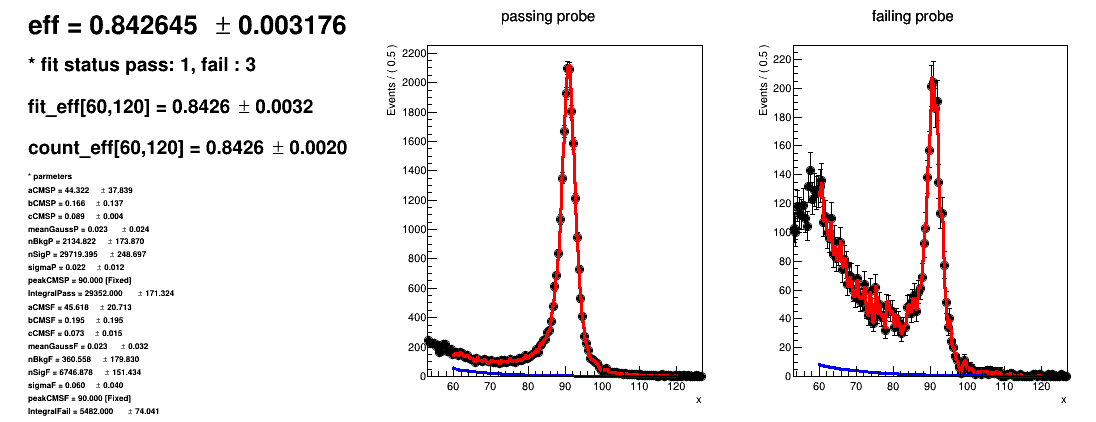 eff = 0.842645 ± 0.003176
* fit status pass: 1, fail : 3
fit_eff[60,120] = 0.8426 ± 0.0032
count_eff[60,120] = 0.8426 ± 0.0020
* parmeters
aCMSP = 44.322 ± 37.839
bCMSP = 0.166 ± 0.137
cCMSP = 0.089 ± 0.004
meanGaussP = 0.023 ± 0.024
nBkgP = 2134.822 ± 173.870
nSigP = 29719.395 ± 248.697
sigmaP = 0.022 ± 0.012
peakCMSP = 90.000 [Fixed]
IntegralPass = 29352.000 ± 171.324
aCMSF = 45.618 ± 20.713
bCMSF = 0.195 ± 0.195
cCMSF = 0.073 ± 0.015
meanGaussF = 0.023 ± 0.032
nBkgF = 360.558 ± 179.830
nSigF = 6746.878 ± 151.434
sigmaF = 0.060 ± 0.040
peakCMSF = 90.000 [Fixed]
IntegralFail = 5482.000 ± 74.041
passing probe
Events / ( 0.5 )
2200
2000
1800
1600
1400
1200
1000
800
600
400
200
0
60 70 80 90 100 110 120
x
failing probe
Events / ( 0.5 )
220
200
180
160
140
120
100
80
60
40
20
0
60 70 80 90 100 110 120
x